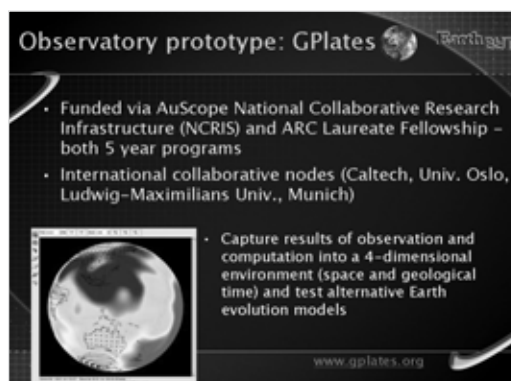 Observatory prototype: GPlates
• Funded via AuScope National Collaborative Research
Infrastructure (NCRIS) and ARC Laureate Fellowship –
both 5 year programs
• International collaborative nodes (Caltech, Univ. Oslo,
Ludwig-Maximilians Univ., Munich)
• Capture results of observation and
computation into a 4-dimensional
environment (space and geological
time) and test alternative Earth
evolution models
www.gplates.org